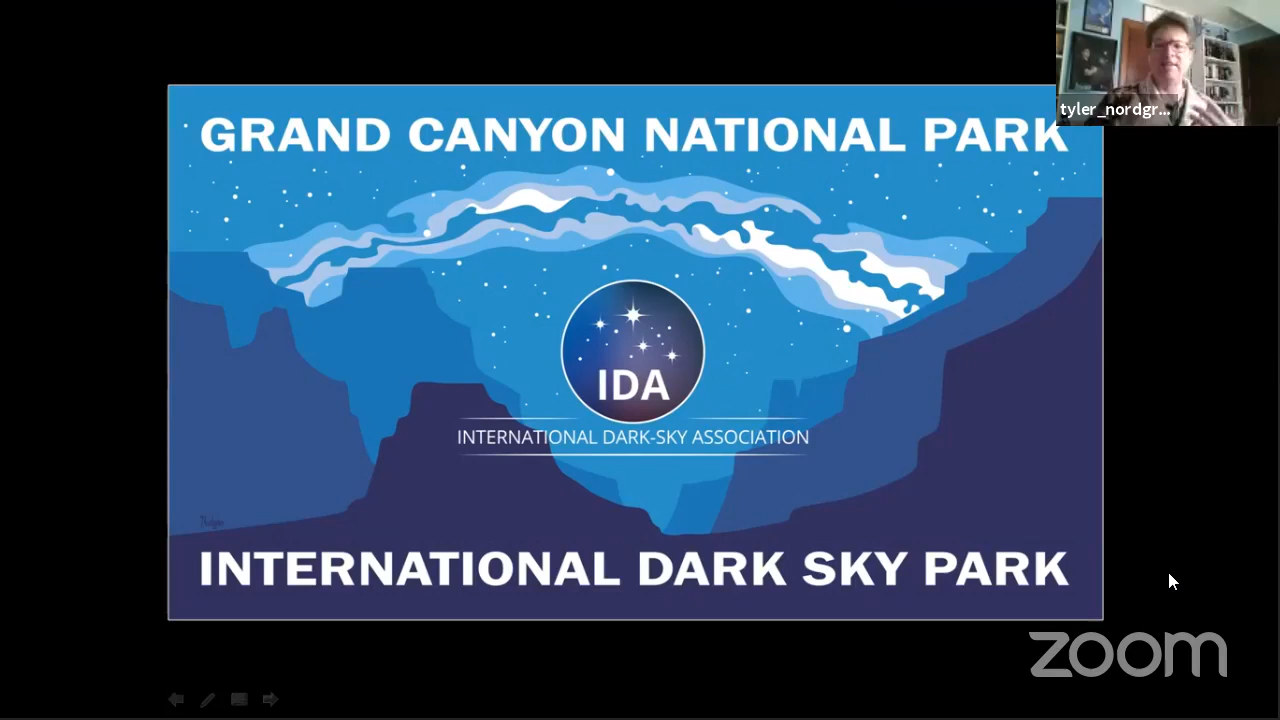 tyler_nordgr...
GRAND CANYON NATIONAL PARK
IDA
INTERNATIONAL DARK-SKY ASSOCIATION
INTERNATIONAL DARK SKY PARK
zoom